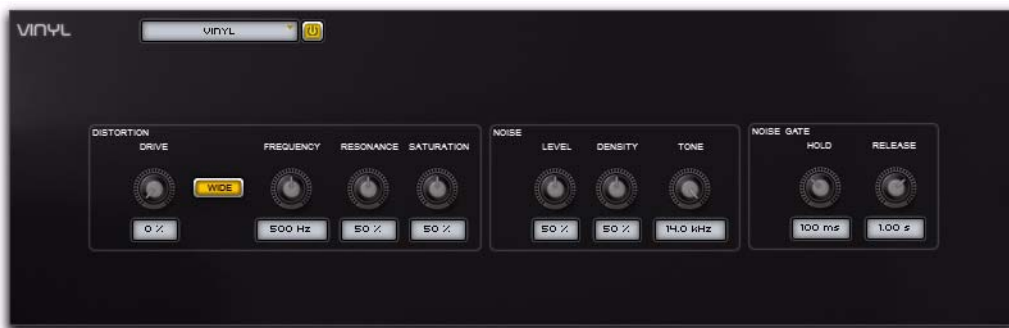 VINYL
VINYL
DISTORTION
DRIVE
WIDE
FREQUENCY RESONANCE SATURATION
0 %
500 Hz
50 %
50 %
NOISE
LEVEL DENSITY TONE
50 %
50 %
14.0 kHz
NOISE GATE
HOLD RELEASE
100 ms
1.00 s